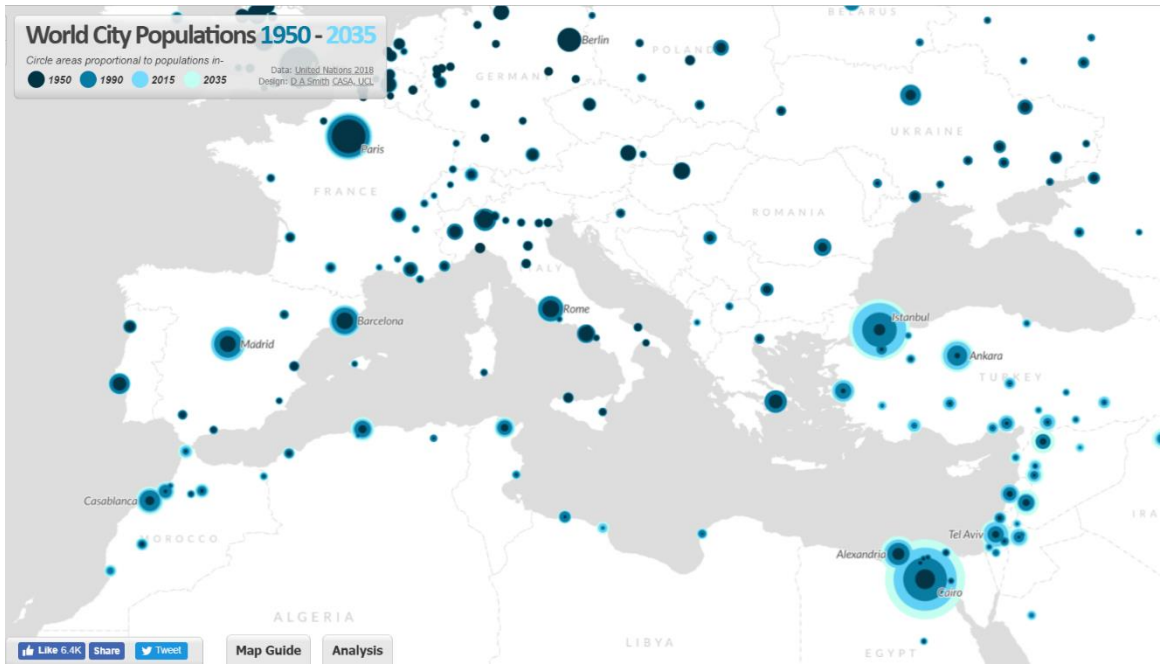 World City Populations 1950 - 2035
Circle areas proportional to populations in-
1950 1990 2015 2035
Data: United Nations 2018
Design: D A Smith CASA, UCL
BELARUS
Berlin
POLAND
GERMAN
UKRAINE
Paris
FRANCE
ROMANIA
ITALY
Rome
Barcelona
Madrid
Istanbul
Ankara
TURKEY
Casablanca
MOROCCO
Tel Aviv
IRA
Alexandria
Cairo
ALGERIA
LIBYA
EGYPT
Like 6.4K Share Tweet
Map Guide Analysis